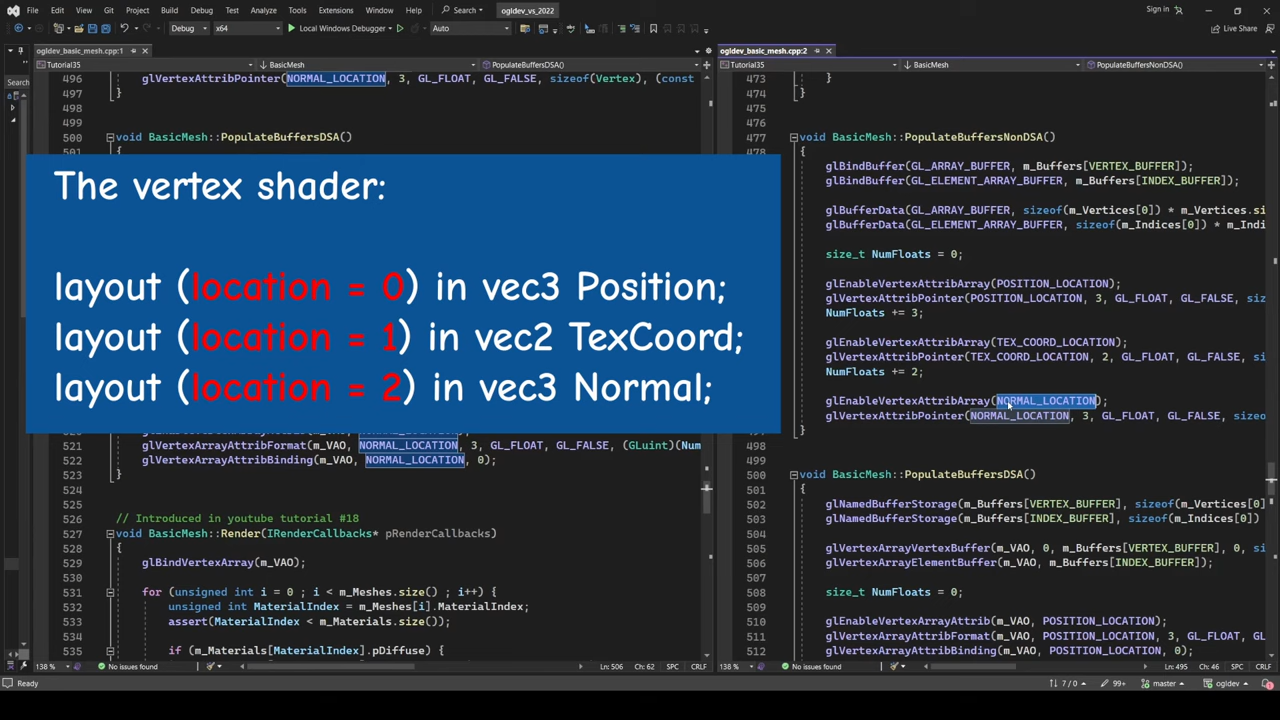 File Edit View Git Project Build Debug Test Analyze Tools Extensions Window Help Search ogldev_vs_2022 Sign in
Debug x64 Local Windows Debugger Auto Live Share
ogldev_basic_mesh.cpp:1
Tutorial35 BasicMesh PopulateBuffersDSA()
Search
496 glVertexAttribPointer(NORMAL_LOCATION, 3, GL_FLOAT, GL_FALSE, sizeof(Vertex), (const
497 }
498
499
500 void BasicMesh::PopulateBuffersDSA()
501 {
The vertex shader:
layout (location = 0) in vec3 Position;
layout (location = 1) in vec2 TexCoord;
layout (location = 2) in vec3 Normal;
521 glVertexArrayAttribFormat(m_VAO, NORMAL_LOCATION, 3, GL_FLOAT, GL_FALSE, (GLuint)(Num
522 glVertexArrayAttribBinding(m_VAO, NORMAL_LOCATION, 0);
523 }
524
525
526 // Introduced in youtube tutorial #18
527 void BasicMesh::Render(IRenderCallbacks* pRenderCallbacks)
528 {
529 glBindVertexArray(m_VAO);
530
531 for (unsigned int i = 0 ; i < m_Meshes.size() ; i++) {
532 unsigned int MaterialIndex = m_Meshes[i].MaterialIndex;
533 assert(MaterialIndex < m_Materials.size());
534
535 if (m_Materials[MaterialIndex].pDiffuse) {
138 % No issues found Ln: 506 Ch: 62 SPC CRLF
ogldev_basic_mesh.cpp:2
Tutorial35 BasicMesh PopulateBuffersNonDSA()
473 }
474 }
475
476
477 void BasicMesh::PopulateBuffersNonDSA()
478 {
glBindBuffer(GL_ARRAY_BUFFER, m_Buffers[VERTEX_BUFFER]);
glBindBuffer(GL_ELEMENT_ARRAY_BUFFER, m_Buffers[INDEX_BUFFER]);
glBufferData(GL_ARRAY_BUFFER, sizeof(m_Vertices[0]) * m_Vertices.si
glBufferData(GL_ELEMENT_ARRAY_BUFFER, sizeof(m_Indices[0]) * m_Indi
size_t NumFloats = 0;
glEnableVertexAttribArray(POSITION_LOCATION);
glVertexAttribPointer(POSITION_LOCATION, 3, GL_FLOAT, GL_FALSE, siz
NumFloats += 3;
glEnableVertexAttribArray(TEX_COORD_LOCATION);
glVertexAttribPointer(TEX_COORD_LOCATION, 2, GL_FLOAT, GL_FALSE, si
NumFloats += 2;
glEnableVertexAttribArray(NORMAL_LOCATION);
glVertexAttribPointer(NORMAL_LOCATION, 3, GL_FLOAT, GL_FALSE, sizeo
}
498
499
500 void BasicMesh::PopulateBuffersDSA()
501 {
502 glNamedBufferStorage(m_Buffers[VERTEX_BUFFER], sizeof(m_Vertices[0]
503 glNamedBufferStorage(m_Buffers[INDEX_BUFFER], sizeof(m_Indices[0])
504
505 glVertexArrayVertexBuffer(m_VAO, 0, m_Buffers[VERTEX_BUFFER], 0, si
506 glVertexArrayElementBuffer(m_VAO, m_Buffers[INDEX_BUFFER]);
507
508 size_t NumFloats = 0;
509
510 glEnableVertexArrayAttrib(m_VAO, POSITION_LOCATION);
511 glVertexArrayAttribFormat(m_VAO, POSITION_LOCATION, 3, GL_FLOAT, GL
512 glVertexArrayAttribBinding(m_VAO, POSITION_LOCATION, 0);
138 % No issues found Ln: 495 Ch: 46 SPC CRLF
Ready 7 / 0 99+ master ogldev